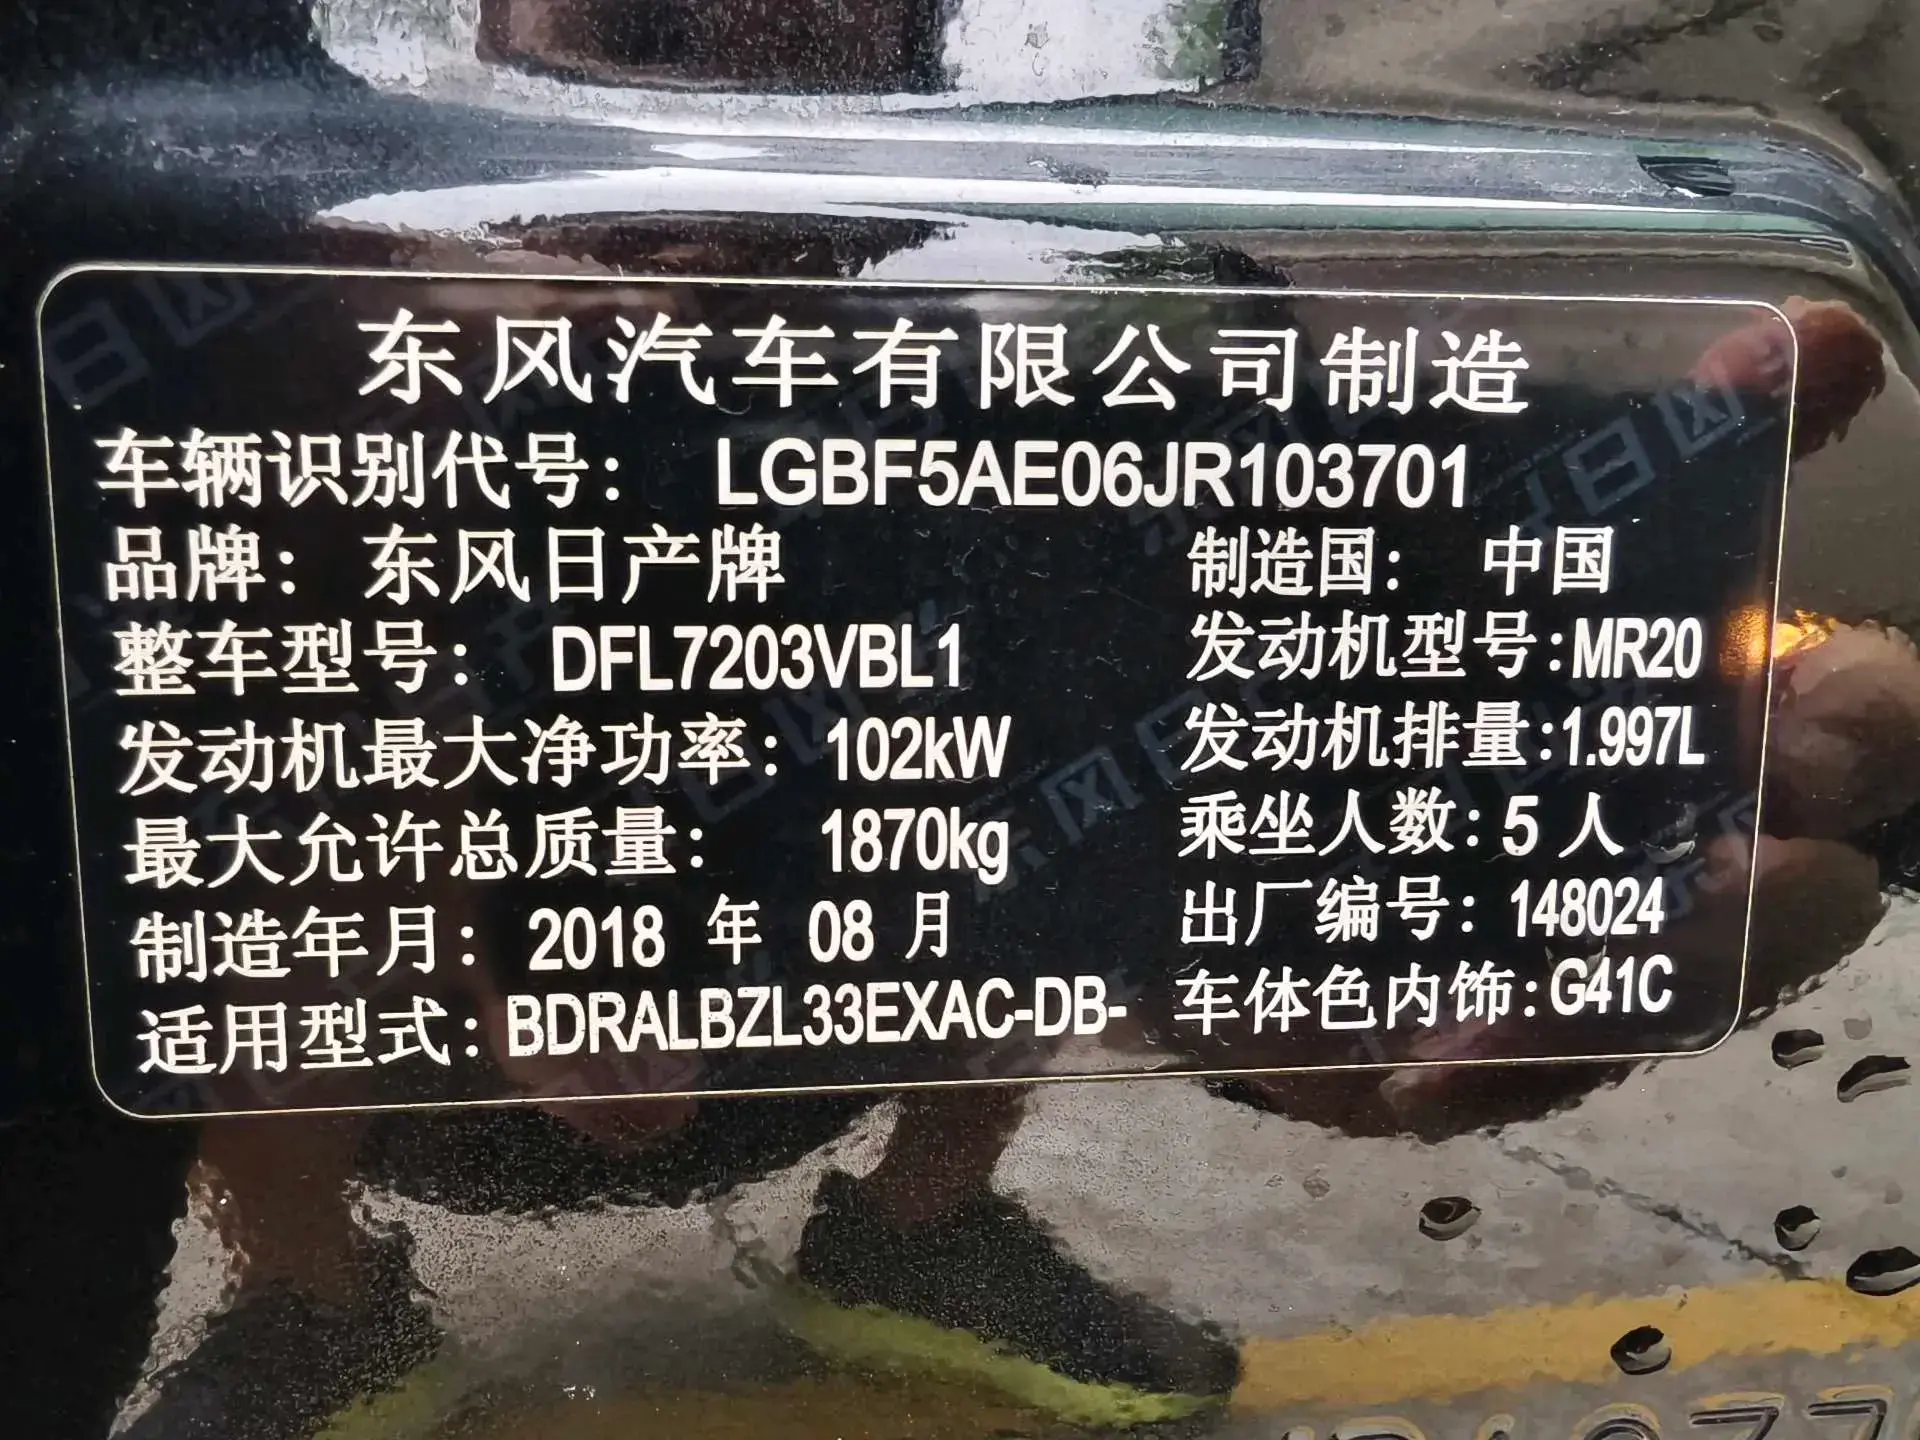 东风汽车有限公司制造
车辆识别代号： LGBF5AE06JR103701
品牌：东风日产牌 制造国： 中国
整车型号： DFL7203VBL1 发动机型号:MR20
发动机最大净功率：102kW 发动机排量:1.997L
最大允许总质量： 1870kg 乘坐人数:5人
制造年月：2018 年 08 月 出厂编号：148024
适用型式：BDRALBZL33EXAC-DB- 车体色内饰:G41C